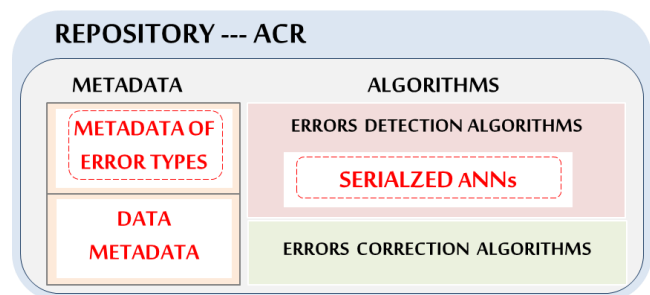 REPOSITORY --- ACR
METADATA
METADATA OF
ERROR TYPES
DATA
METADATA
ALGORITHMS
ERRORS DETECTION ALGORITHMS
SERIALZED ANNs
ERRORS CORRECTION ALGORITHMS